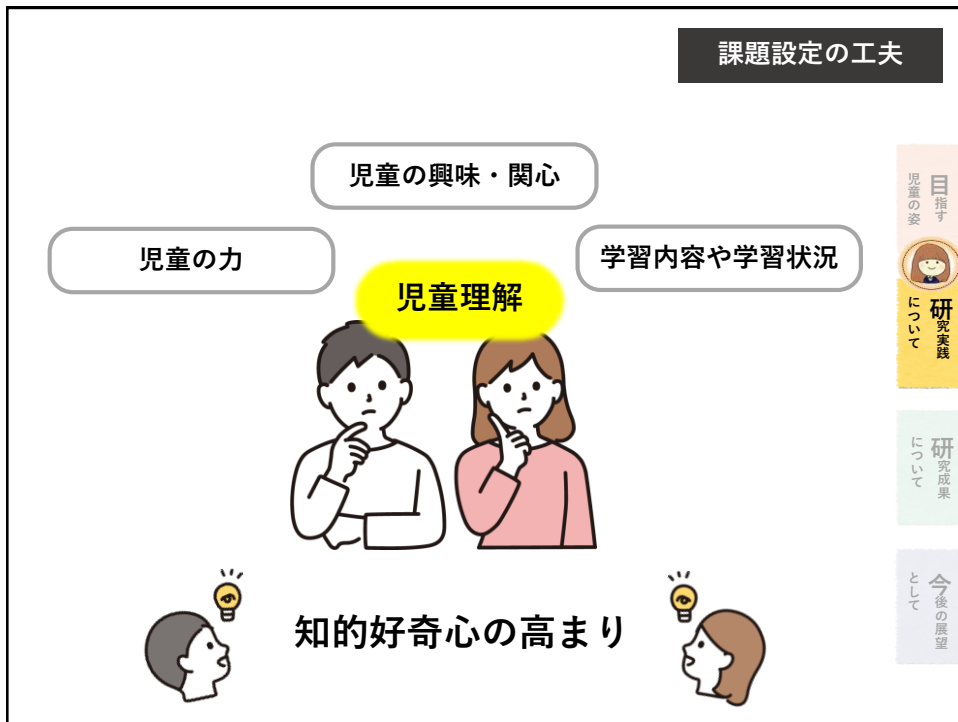 課題設定の工夫
児童の興味・関心
児童の力
学習内容や学習状況
児童理解
知的好奇心の高まり
目指す
児童の姿
研究実践
について
研究成果
について
今後の展望
として